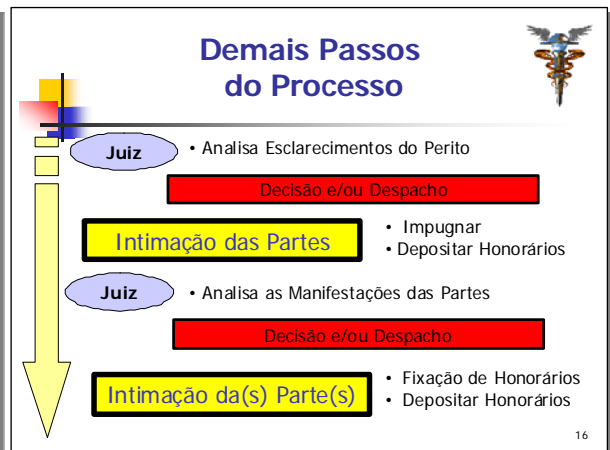 Demais Passos
do Processo
Juiz
• Analisa Esclarecimentos do Perito
Decisão e/ou Despacho
Intimação das Partes
• Impugnar
• Depositar Honorários
Juiz
• Analisa as Manifestações das Partes
Decisão e/ou Despacho
Intimação da(s) Parte(s)
• Fixação de Honorários
• Depositar Honorários
16